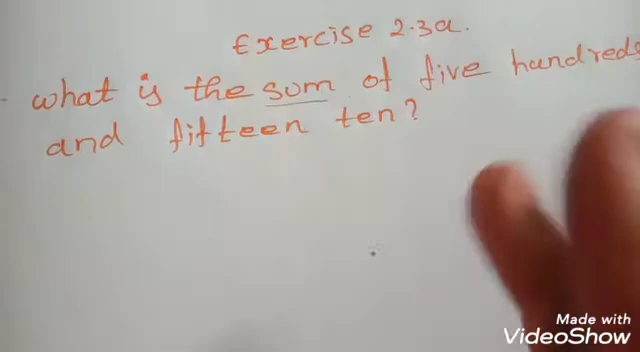 Exercise 2.3a.
what is the sum of five hundreds
and fifteen ten?
Made with
VideoShow